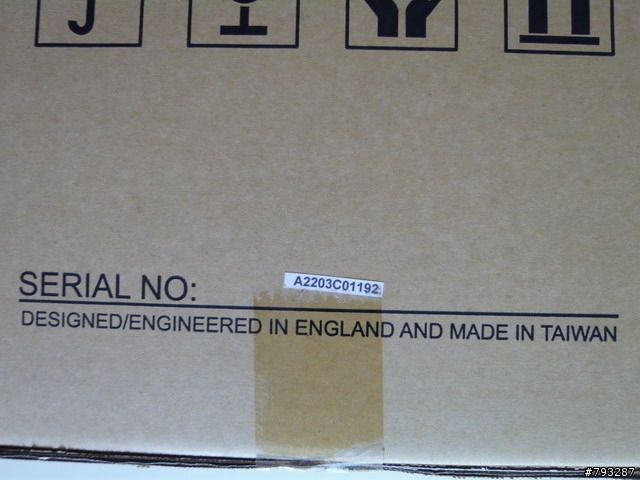 SERIAL NO:
A2203C01192
DESIGNED/ENGINEERED IN ENGLAND AND MADE IN TAIWAN
#793287